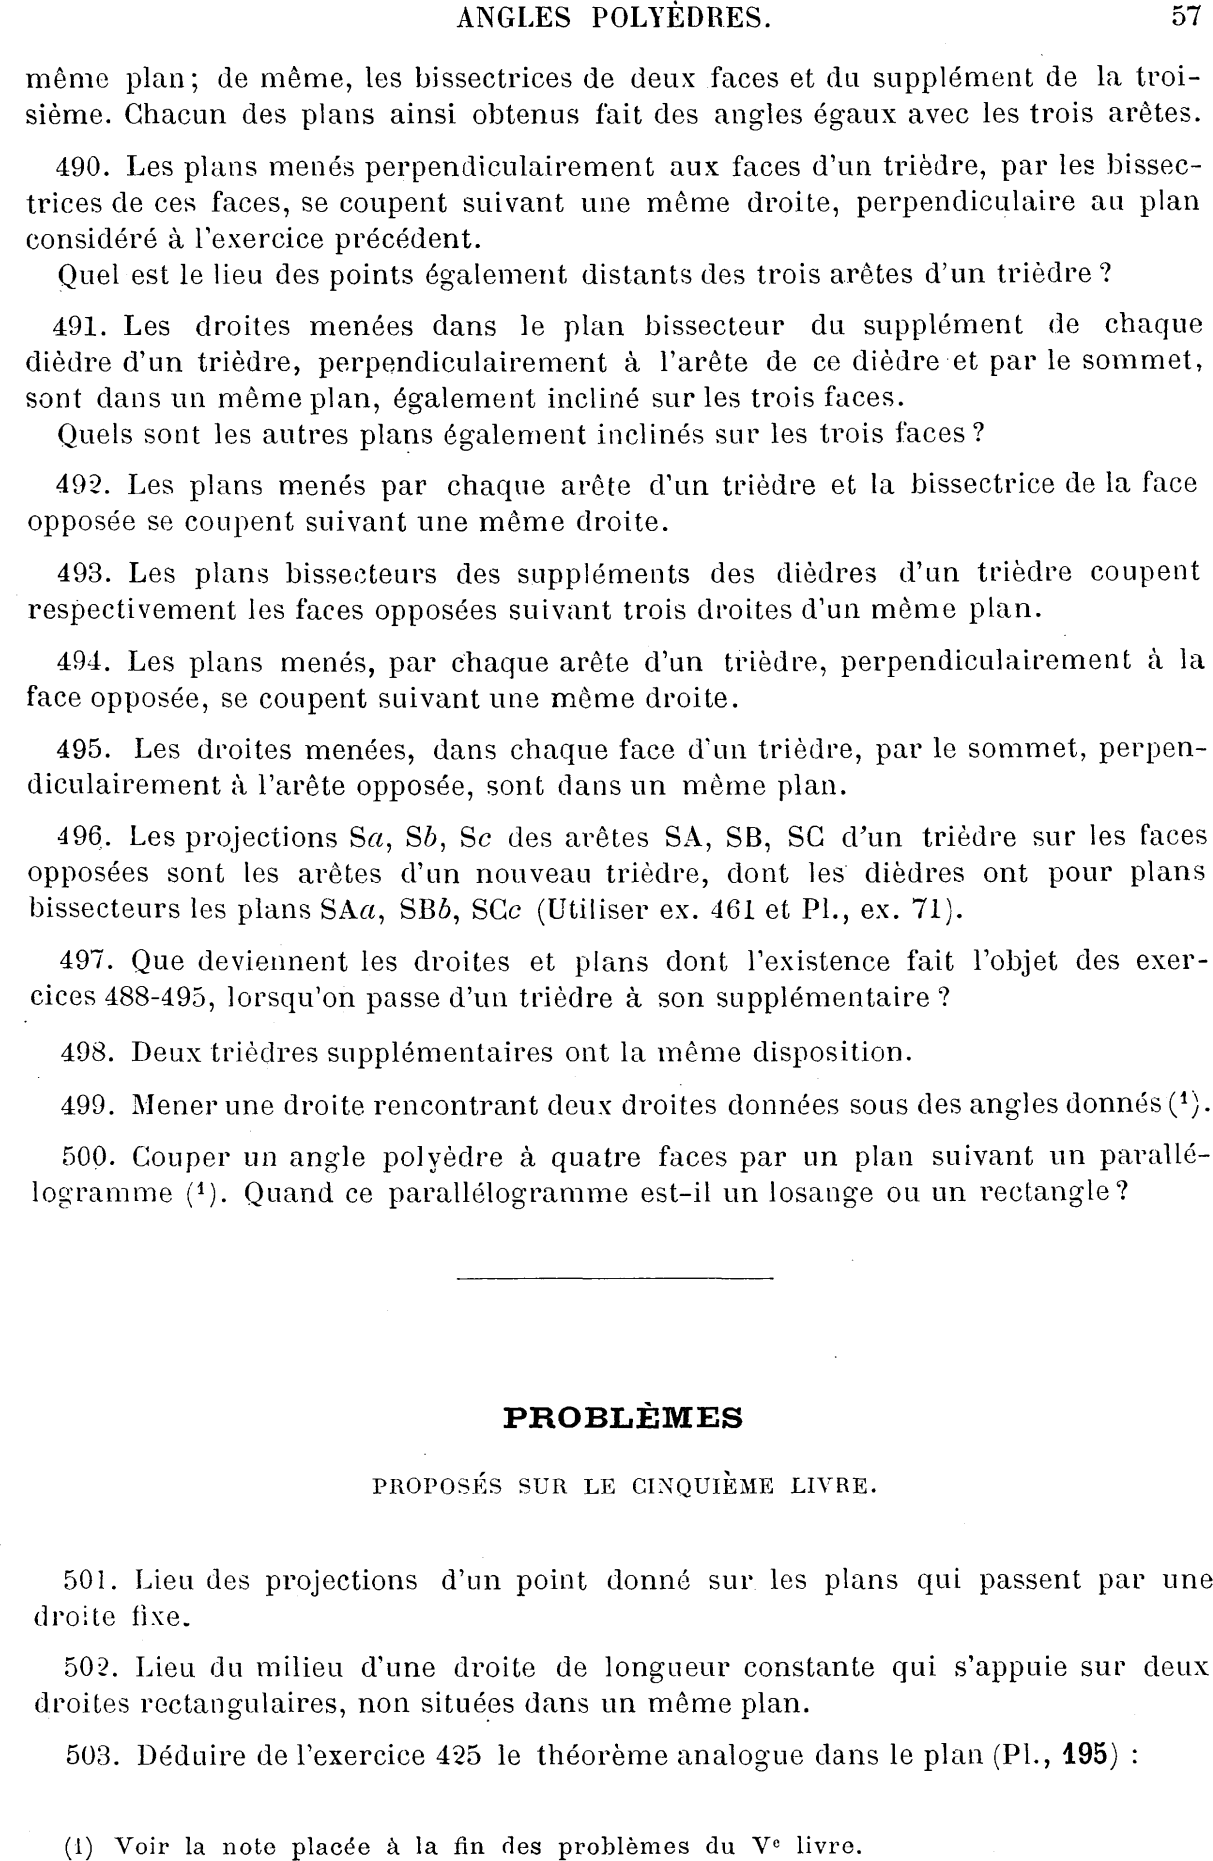 ANGLES POLYÈDRES. 57
même plan; de même, les bissectrices de deux faces et du supplément de la troi-
sième. Chacun des plans ainsi obtenus fait des angles égaux avec les trois arêtes.
490. Les plans menés perpendiculairement aux faces d'un trièdre, par les bissec-
trices de ces faces, se coupent suivant une même droite, perpendiculaire au plan
considéré à l'exercice précédent.
Quel est le lieu des points également distants des trois arêtes d'un trièdre ?
491. Les droites menées dans le plan bissecteur du supplément de chaque
dièdre d'un trièdre, perpendiculairement à l'arête de ce dièdre et par le sommet,
sont dans un même plan, également incliné sur les trois faces.
Quels sont les autres plans également inclinés sur les trois faces ?
492. Les plans menés par chaque arête d'un trièdre et la bissectrice de la face
opposée se coupent suivant une même droite.
493. Les plans bissecteurs des suppléments des dièdres d'un trièdre coupent
respectivement les faces opposées suivant trois droites d'un même plan.
494. Les plans menés, par chaque arête d'un trièdre, perpendiculairement à la
face opposée, se coupent suivant une même droite.
495. Les droites menées, dans chaque face d'un trièdre, par le sommet, perpen-
diculairement à l'arête opposée, sont dans un même plan.
496. Les projections Sa, Sb, Sc des arêtes SA, SB, SC d'un trièdre sur les faces
opposées sont les arêtes d'un nouveau trièdre, dont les dièdres ont pour plans
bissecteurs les plans SAa, SBb, SCc (Utiliser ex. 461 et Pl., ex. 71).
497. Que deviennent les droites et plans dont l'existence fait l'objet des exer-
cices 488-495, lorsqu'on passe d'un trièdre à son supplémentaire ?
498. Deux trièdres supplémentaires ont la même disposition.
499. Mener une droite rencontrant deux droites données sous des angles donnés (¹).
500. Couper un angle polyèdre à quatre faces par un plan suivant un parallé-
logramme (¹). Quand ce parallélogramme est-il un losange ou un rectangle ?
PROBLÈMES
PROPOSÉS SUR LE CINQUIÈME LIVRE.
501. Lieu des projections d'un point donné sur les plans qui passent par une
droite fixe.
502. Lieu du milieu d'une droite de longueur constante qui s'appuie sur deux
droites rectangulaires, non situées dans un même plan.
503. Déduire de l'exercice 425 le théorème analogue dans le plan (Pl., 195) :
(1) Voir la note placée à la fin des problèmes du Vᵉ livre.